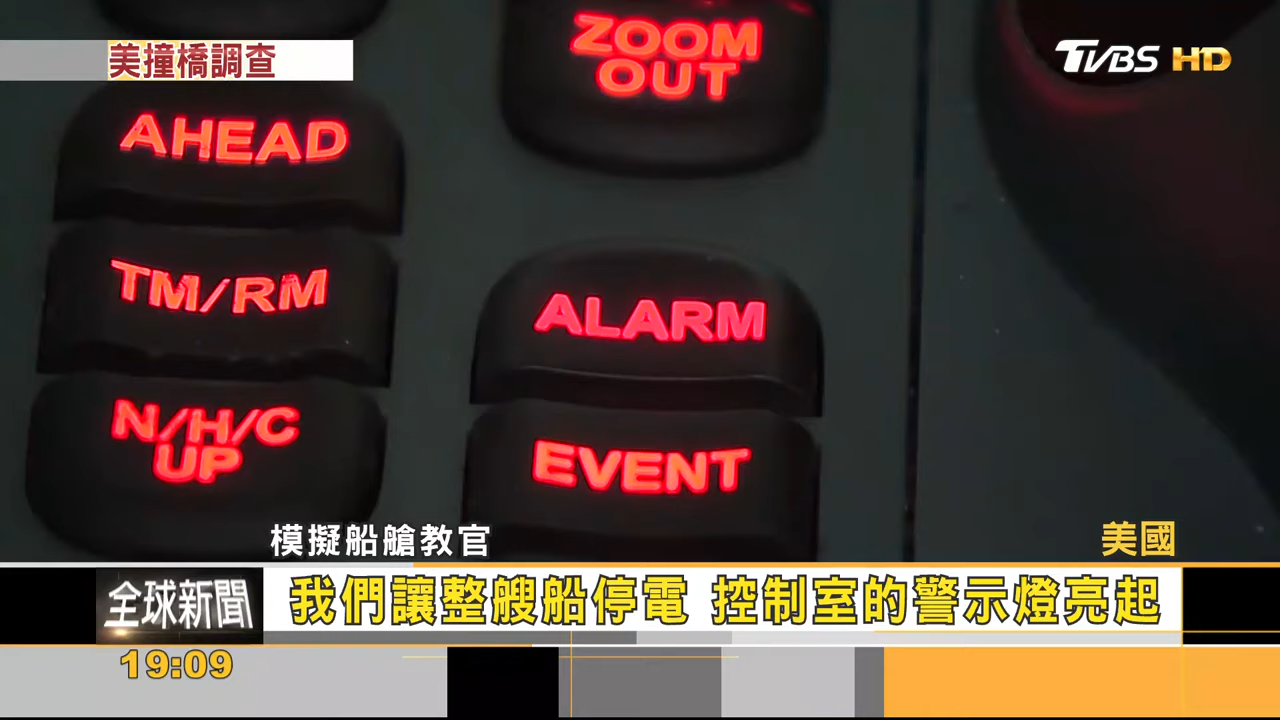 美撞橋調查
TVBS HD
ZOOM
OUT
AHEAD
TM/RM
N/H/C
UP
ALARM
EVENT
模擬船艙教官
美國
全球新聞
我們讓整艘船停電 控制室的警示燈亮起
19:09